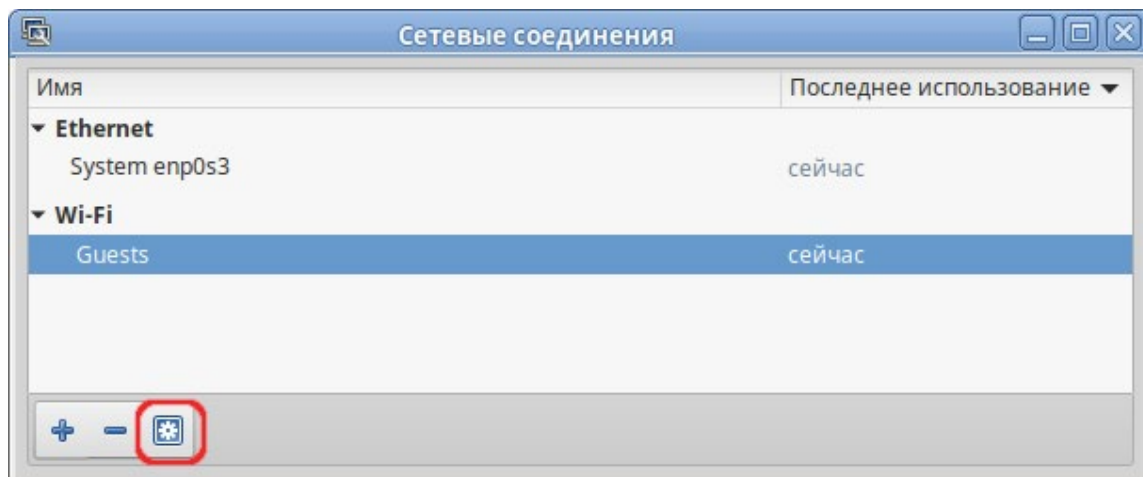 Сетевые соединения
Имя Последнее использование
Ethernet
System enp0s3 сейчас
Wi-Fi
Guests сейчас